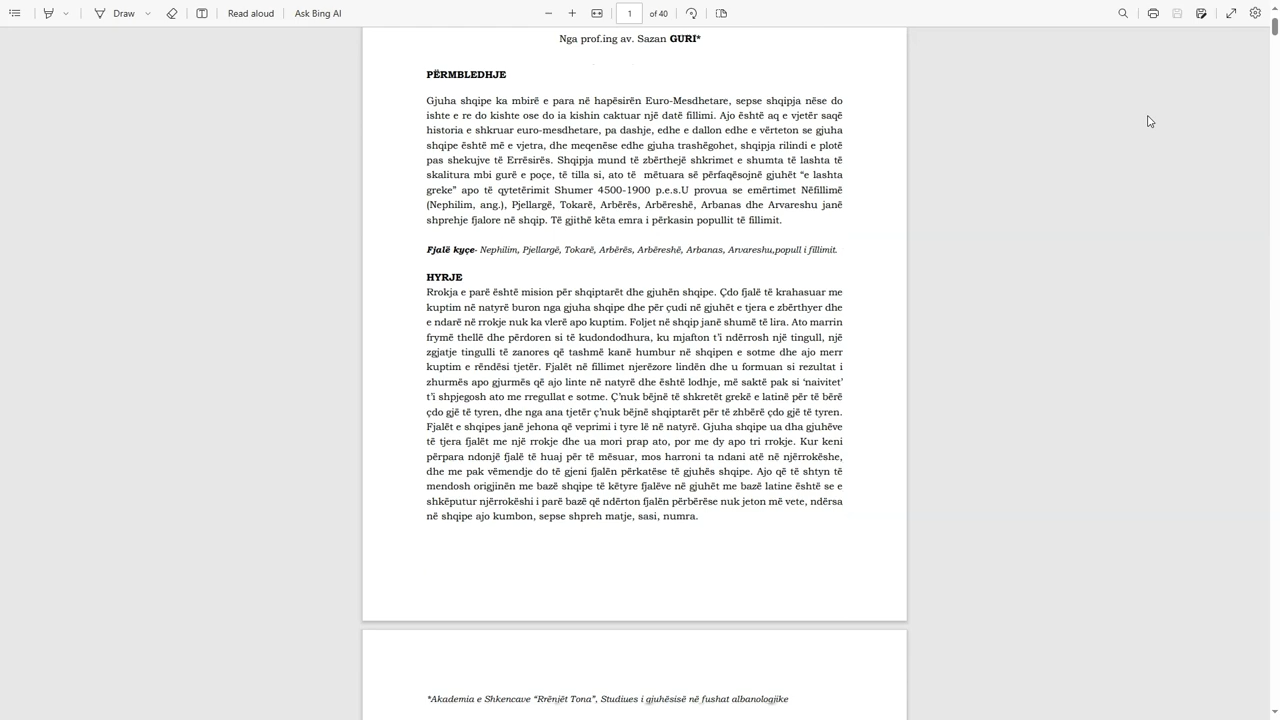 Draw
Read aloud
Ask Bing AI
1
of 40
Nga prof.ing av. Sazan GURI*
PËRMBLEDHJE
Gjuha shqipe ka mbirë e para në hapësirën Euro-Mesdhetare, sepse shqipja nëse do
ishte e re do kishte ose do ia kishin caktuar një datë fillimi. Ajo është aq e vjetër saqë
historia e shkruar euro-mesdhetare, pa dashje, edhe e dallon edhe e vërteton se gjuha
shqipe është më e vjetra, dhe meqenëse edhe gjuha trashëgohet, shqipja rilindi e plotë
pas shekujve të Errësirës. Shqipja mund të zbërthejë shkrimet e shumta të lashta të
skalitura mbi gurë e poçe, të tilla si, ato të mëtuara së përfaqësojnë gjuhët “e lashta
greke” apo të qytetërimit Shumer 4500-1900 p.e.s.U provua se emërtimet Nëfillimë
(Nephilim, ang.), Pjellargë, Tokarë, Arbërës, Arbëreshë, Arbanas dhe Arvareshu janë
shprehje fjalore në shqip. Të gjithë këta emra i përkasin popullit të fillimit.
Fjalë kyçe- Nephilim, Pjellargë, Tokarë, Arbërës, Arbëreshë, Arbanas, Arvareshu,popull i fillimit.
HYRJE
Rrokja e parë është mision për shqiptarët dhe gjuhën shqipe. Çdo fjalë të krahasuar me
kuptim në natyrë buron nga gjuha shqipe dhe për çudi në gjuhët e tjera e zbërthyer dhe
e ndarë në rrokje nuk ka vlerë apo kuptim. Foljet në shqip janë shumë të lira. Ato marrin
frymë thellë dhe përdoren si të kudondodhura, ku mjafton t’i ndërrosh një tingull, një
zgjatje tingulli të zanores që tashmë kanë humbur në shqipen e sotme dhe ajo merr
kuptim e rëndësi tjetër. Fjalët në fillimet njerëzore lindën dhe u formuan si rezultat i
zhurmës apo gjurmës që ajo linte në natyrë dhe është lodhje, më saktë pak si ‘naivitet’
t’i shpjegosh ato me rregullat e sotme. Ç’nuk bëjnë të shkretët grekë e latinë për të bërë
çdo gjë të tyren, dhe nga ana tjetër ç’nuk bëjnë shqiptarët për të zhbërë çdo gjë të tyren.
Fjalët e shqipes janë jehona që veprimi i tyre lë në natyrë. Gjuha shqipe ua dha gjuhëve
të tjera fjalët me një rrokje dhe ua mori prap ato, por me dy apo tri rrokje. Kur keni
përpara ndonjë fjalë të huaj për të mësuar, mos harroni ta ndani atë në njërrokëshe,
dhe me pak vëmendje do të gjeni fjalën përkatëse të gjuhës shqipe. Ajo që të shtyn të
mendosh origjinën me bazë shqipe të këtyre fjalëve në gjuhët me bazë latine është se e
shkëputur njërrokëshi i parë bazë që ndërton fjalën përbërëse nuk jeton më vete, ndërsa
në shqipe ajo kumbon, sepse shpreh matje, sasi, numra.
*Akademia e Shkencave “Rrënjët Tona”, Studiues i gjuhësisë në fushat albanologjike